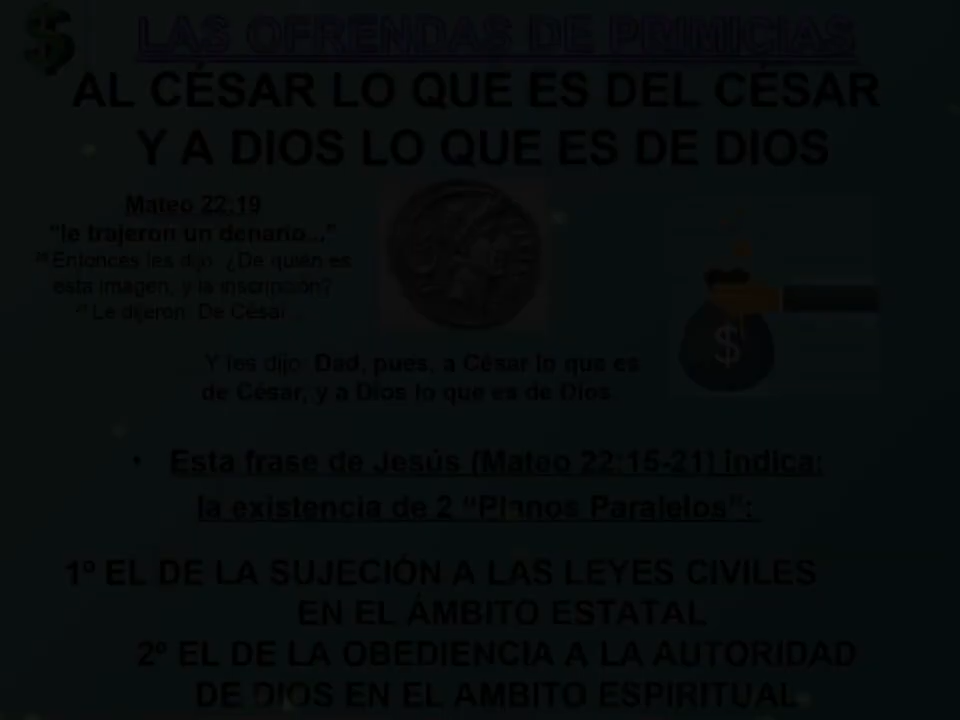 LAS OFRENDAS DE PRIMICIAS
AL CÉSAR LO QUE ES DEL CÉSAR
Y A DIOS LO QUE ES DE DIOS
Mateo 22:19
"le trajeron un denario..."
Entonces les dijo: ¿De quién es
esta imagen, y la inscripción?
Le dijeron: De César...
Y les dijo: Dad, pues, a César lo que es
de César, y a Dios lo que es de Dios
$
• Esta frase de Jesús (Mateo 22:15-21) indica:
la existencia de 2 "Planos Paralelos":
1º EL DE LA SUJECIÓN A LAS LEYES CIVILES
EN EL ÁMBITO ESTATAL
2º EL DE LA OBEDIENCIA A LA AUTORIDAD
DE DIOS EN EL AMBITO ESPIRITUAL